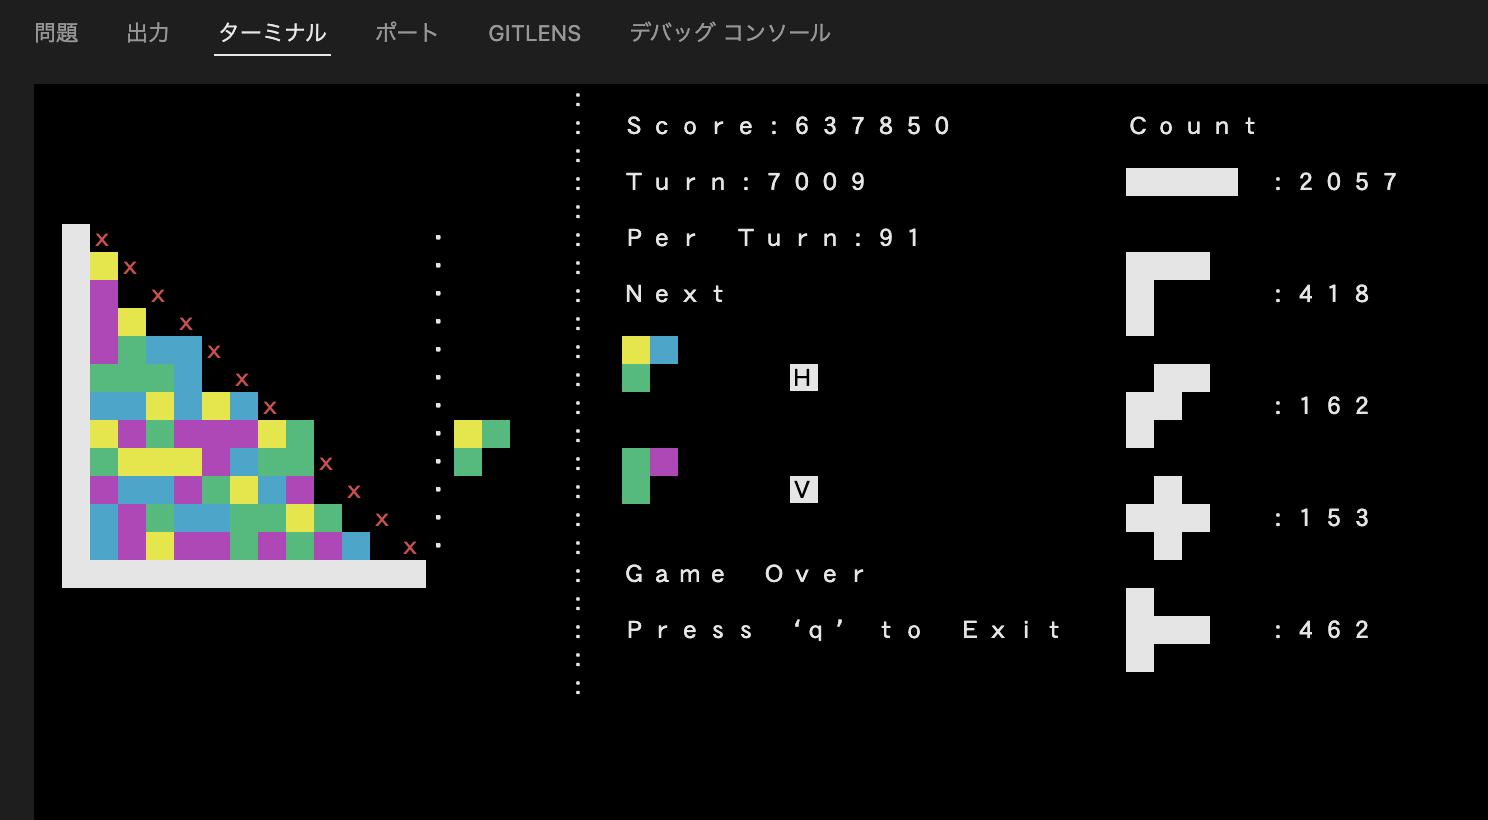 問題 出力 ターミナル ポート GITLENS デバッグ コンソール
Score:637850
Turn:7009
Per Turn:91
Next
H
V
Game Over
Press ‘q’ to Exit
Count
:2057
:418
:162
:153
:462
x
x
x
x
x
x
x
x
x
x
x